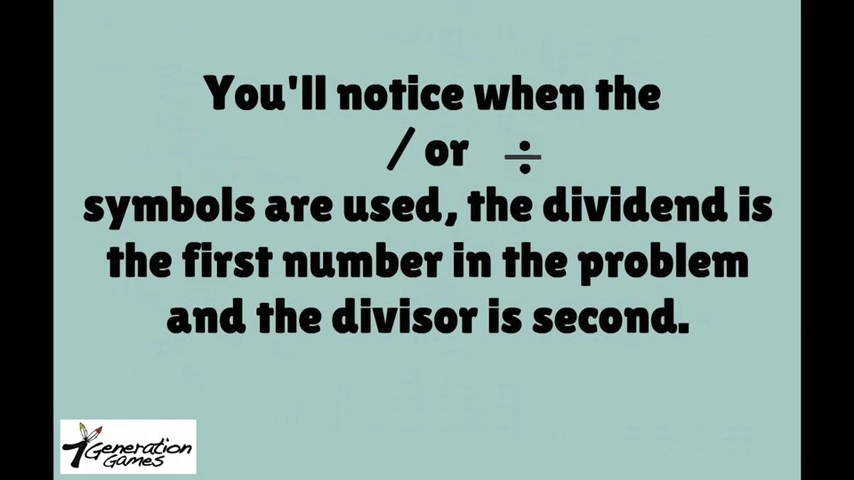 You'll notice when the
/ or ÷
symbols are used, the dividend is
the first number in the problem
and the divisor is second.
7 Generation
Games